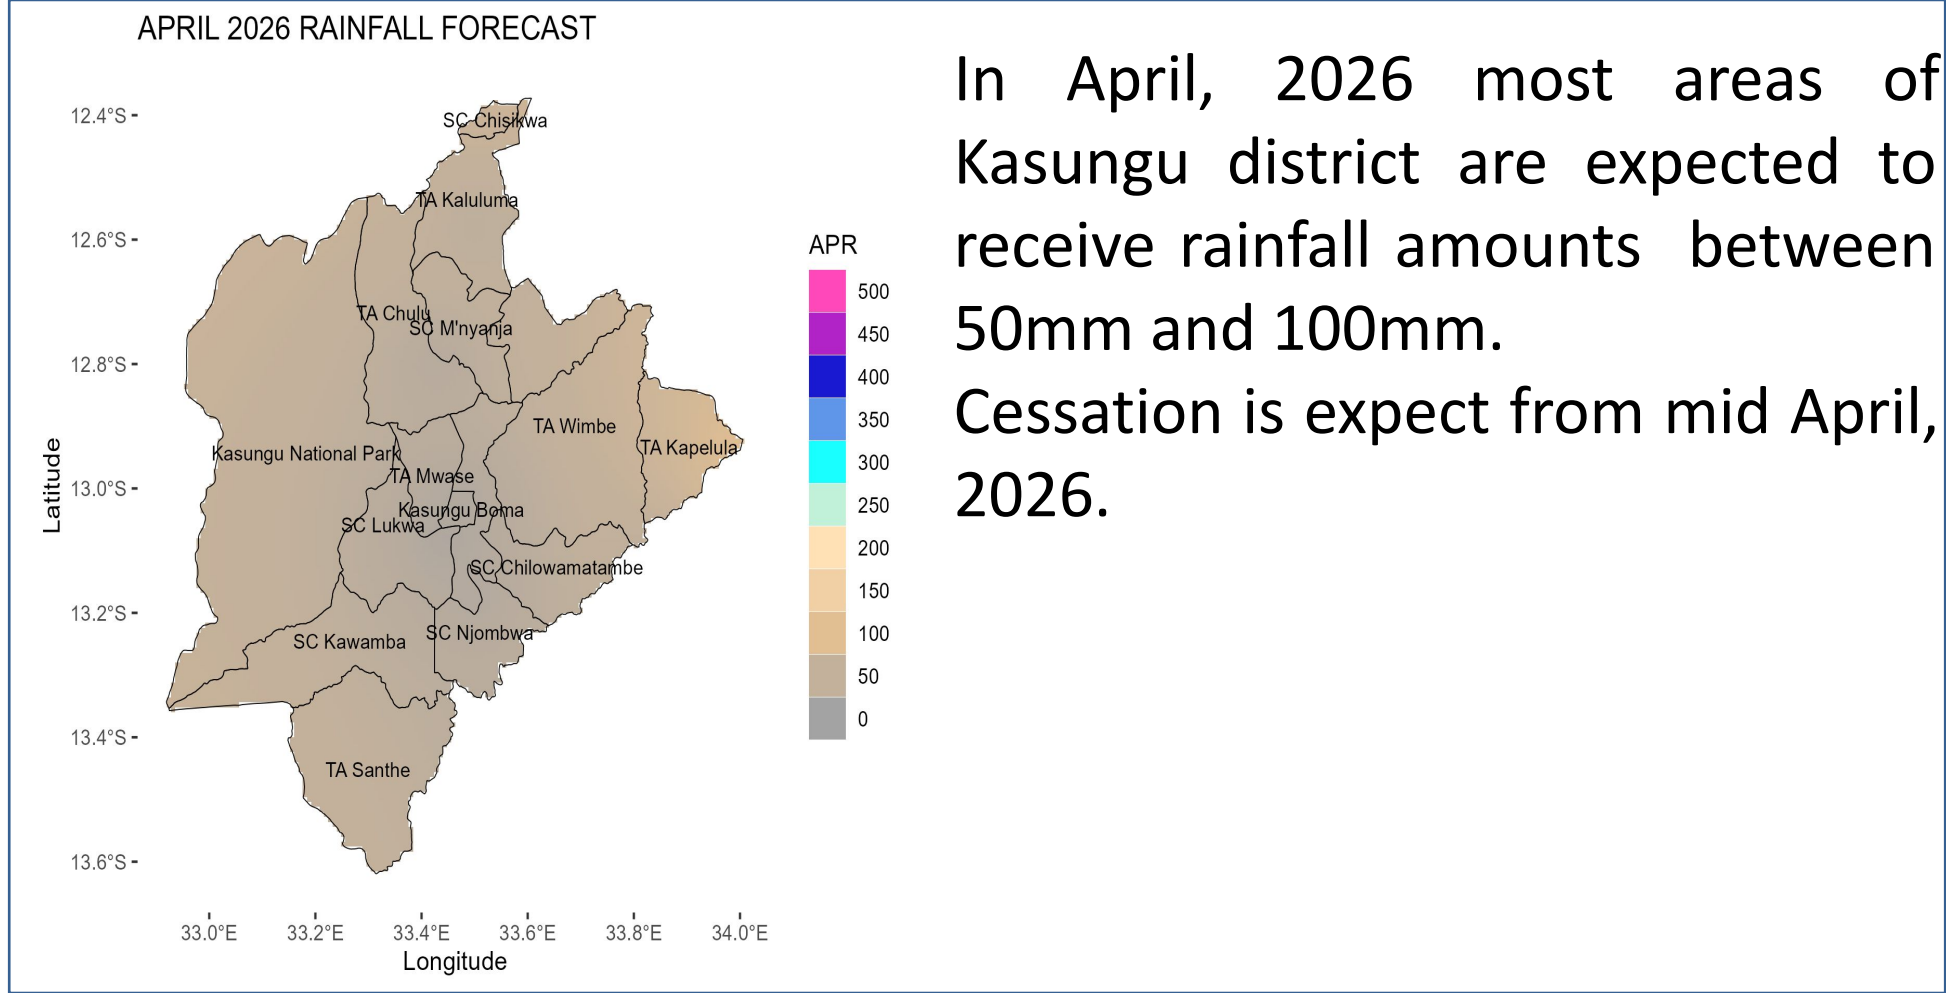 APRIL 2026 RAINFALL FORECAST
12.4°S
12.6°S
12.8°S
13.0°S
13.2°S
13.4°S
13.6°S
Latitude
SC Chisikwa
TA Kaluluma
TA Chulu
SC M'nyanja
TA Wimbe
TA Kapelula
Kasungu National Park
TA Mwase
Kasungu Boma
SC Lukwa
SC Chilowamatambe
SC Njombwa
SC Kawamba
TA Santhe
33.0°E
33.2°E
33.4°E
33.6°E
33.8°E
34.0°E
Longitude
APR
500
450
400
350
300
250
200
150
100
50
0
In April, 2026 most areas of
Kasungu district are expected to
receive rainfall amounts between
50mm and 100mm.
Cessation is expect from mid April,
2026.